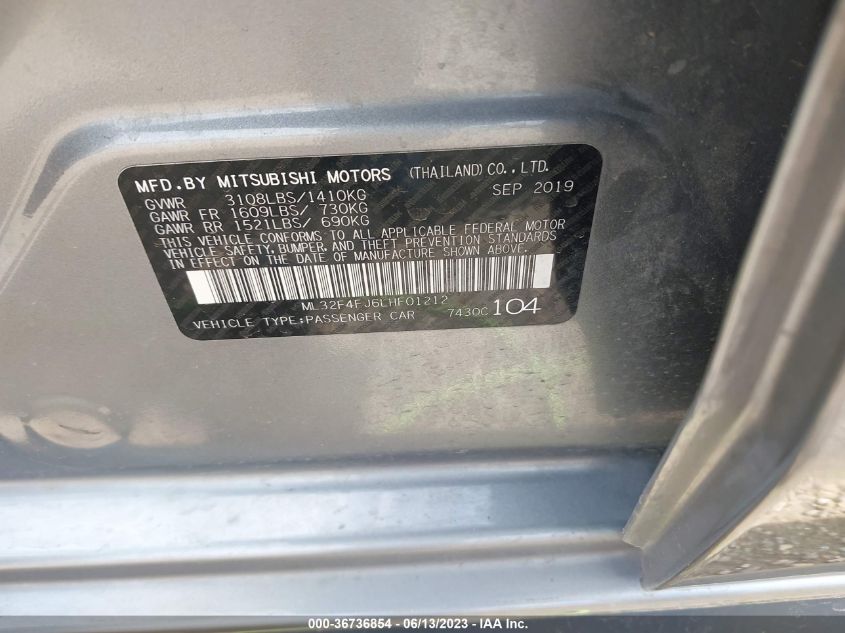 MFD.BY MITSUBISHI MOTORS (THAILAND) CO.,LTD.
GVWR 3108LBS/1410KG SEP 2019
GAWR FR 1609LBS/ 730KG
GAWR RR 1521LBS/ 690KG
THIS VEHICLE CONFORMS TO ALL APPLICABLE FEDERAL MOTOR
VEHICLE SAFETY, BUMPER, AND THEFT PREVENTION STANDARDS
IN EFFECT ON THE DATE OF MANUFACTURE SHOWN ABOVE.
ML32F4FJ6LHF01212
VEHICLE TYPE:PASSENGER CAR 7430C 104
000-36736854 - 06/13/2023 - IAA Inc.